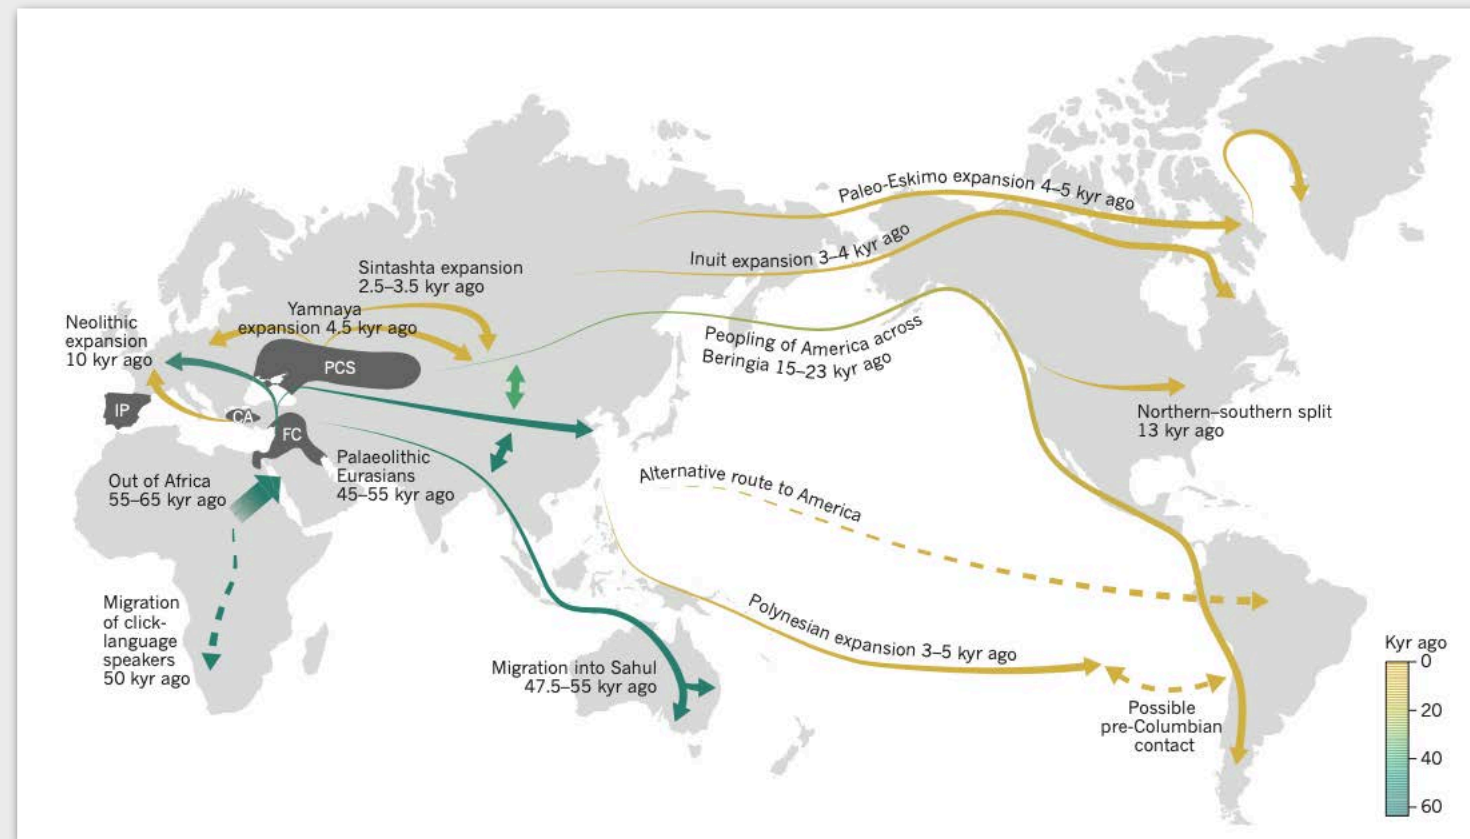 Paleo-Eskimo expansion 4–5 kyr ago
Inuit expansion 3–4 kyr ago
Sintashta expansion
2.5–3.5 kyr ago
Yamnaya
expansion 4.5 kyr ago
Neolithic
expansion
10 kyr ago
Peopling of America across
Beringia 15–23 kyr ago
PCS
IP
CA
FC
Northern–southern split
13 kyr ago
Palaeolithic
Eurasians
45–55 kyr ago
Out of Africa
55–65 kyr ago
Alternative route to America
Migration
of click-
language
speakers
50 kyr ago
Polynesian expansion 3–5 kyr ago
Migration into Sahul
47.5–55 kyr ago
Possible
pre-Columbian
contact
Kyr ago
0
20
40
60